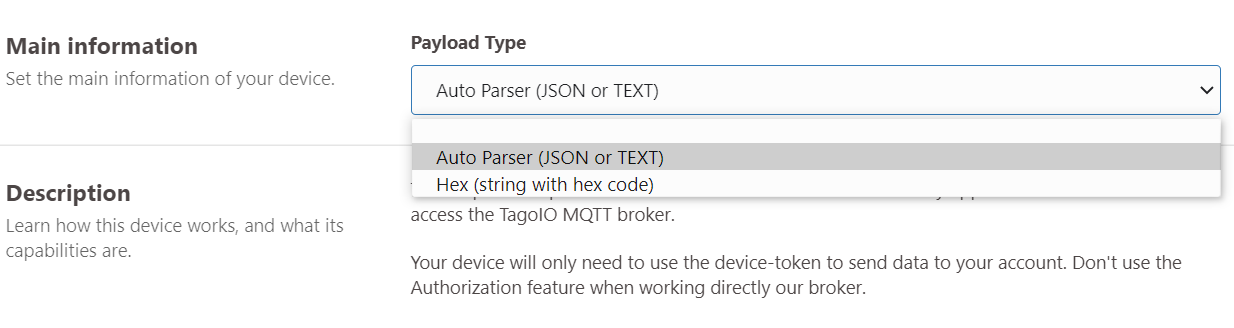 Main information
Set the main information of your device.
Payload Type
Auto Parser (JSON or TEXT)
Auto Parser (JSON or TEXT)
Hex (string with hex code)
Description
Learn how this device works, and what its
capabilities are.
access the TagoIO MQTT broker.
Your device will only need to use the device-token to send data to your account. Don't use the
Authorization feature when working directly our broker.